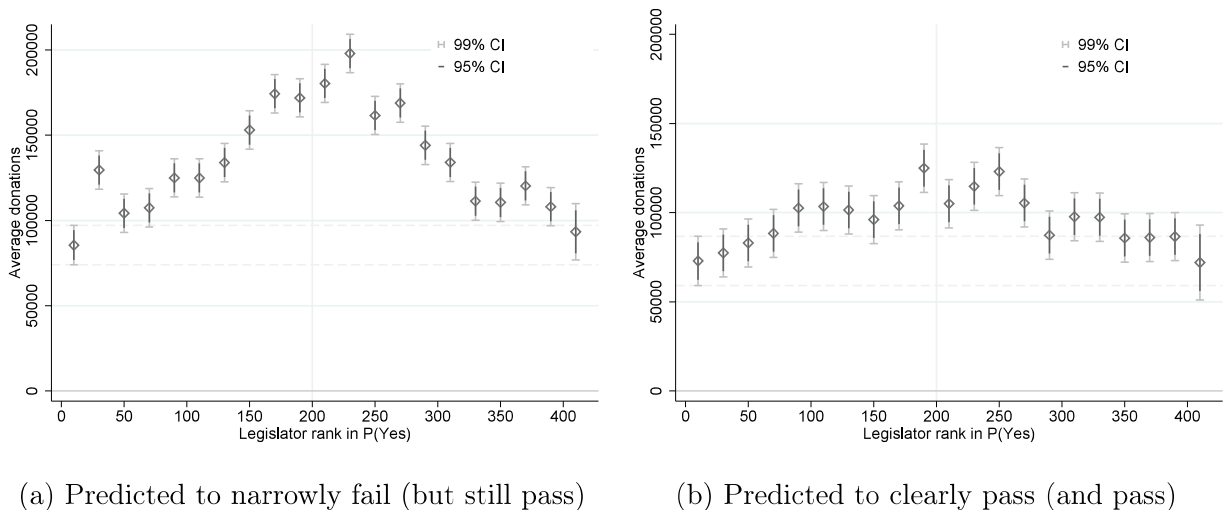 200000
150000
100000
50000
0
Average donations
99% CI
95% CI
0 50 100 150 200 250 300 350 400
Legislator rank in P(Yes)
(a) Predicted to narrowly fail (but still pass)
200000
150000
100000
50000
0
Average donations
99% CI
95% CI
0 50 100 150 200 250 300 350 400
Legislator rank in P(Yes)
(b) Predicted to clearly pass (and pass)